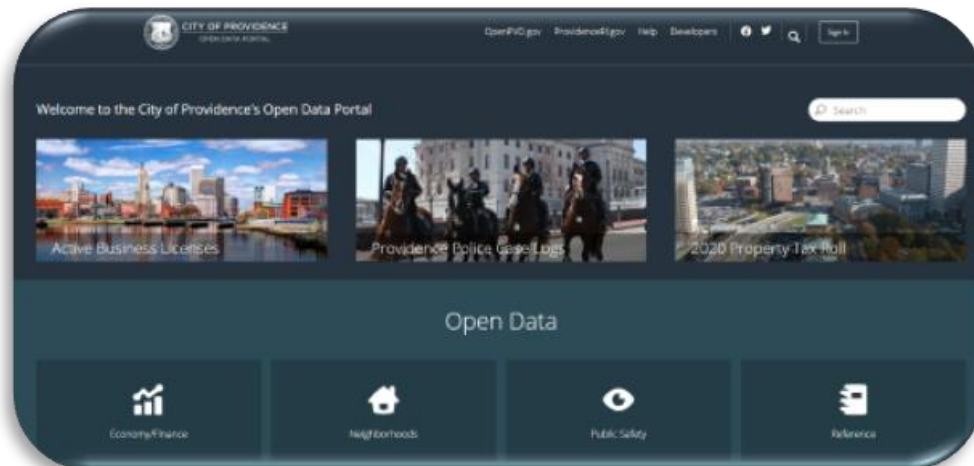 CITY OF PROVIDENCE
OPEN DATA PORTAL
OpenPVD.gov ProvidenceRI.gov Help Developers Sign In
Welcome to the City of Providence's Open Data Portal
Search
Active Business Licenses
Providence Police Case Logs
2020 Property Tax Roll
Open Data
Economy/Finance
Neighborhoods
Public Safety
Reference